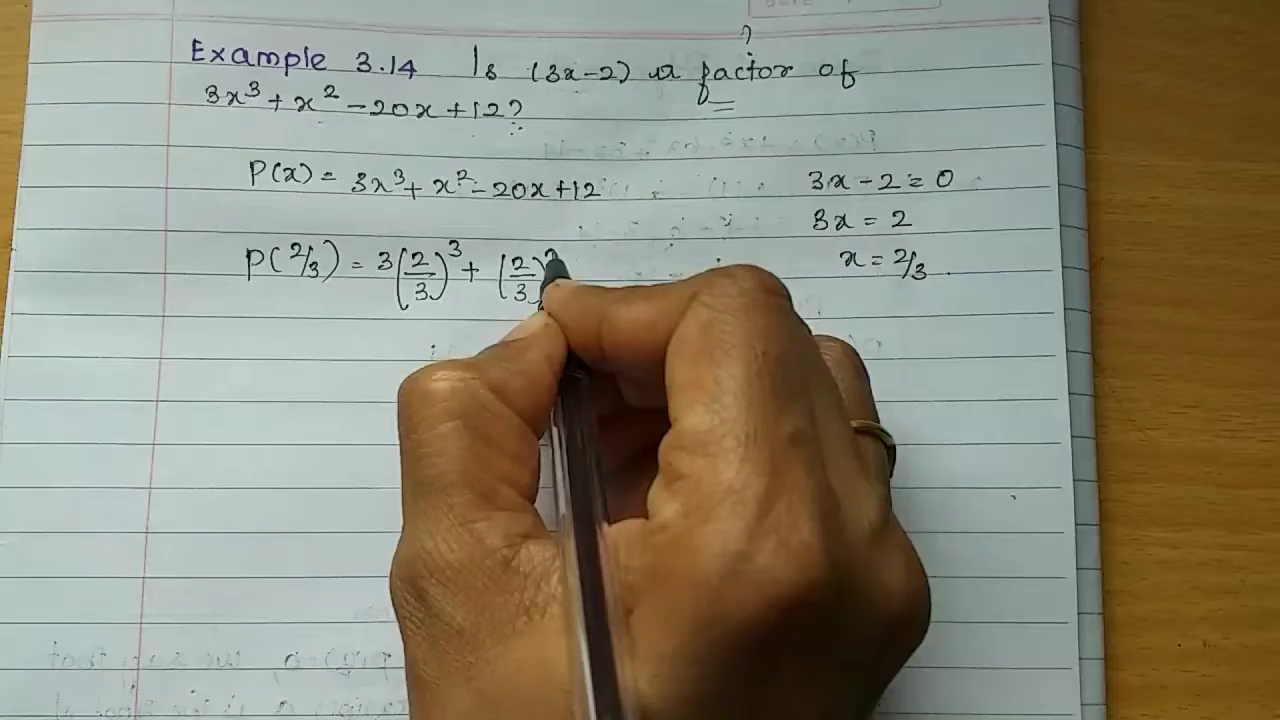 Example 3.14 Is (3x-2) a factor of
3x³ + x² - 20x + 12?
P(x) = 3x³ + x² - 20x + 12
3x - 2 = 0
3x = 2
x = 2/3
P(2/3) = 3(2/3)³ + (2/3)²